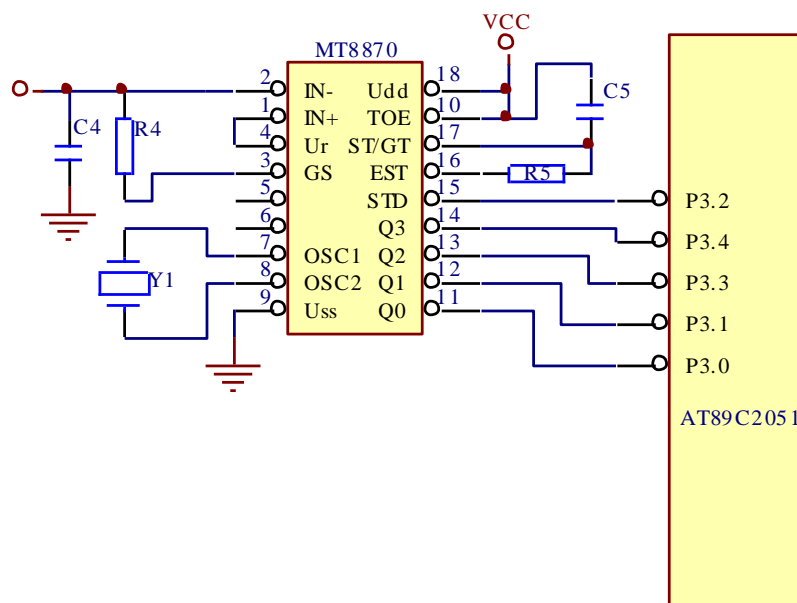 VCC
MT8870
2 IN- Udd 18
1 IN+ TOE 10
4 Ur ST/GT 17
3 GS EST 16
5 STD 15
6 Q3 14
7 OSC1 Q2 13
8 OSC2 Q1 12
9 Uss Q0 11
C4
R4
C5
R5
Y1
P3.2
P3.4
P3.3
P3.1
P3.0
AT89C2051